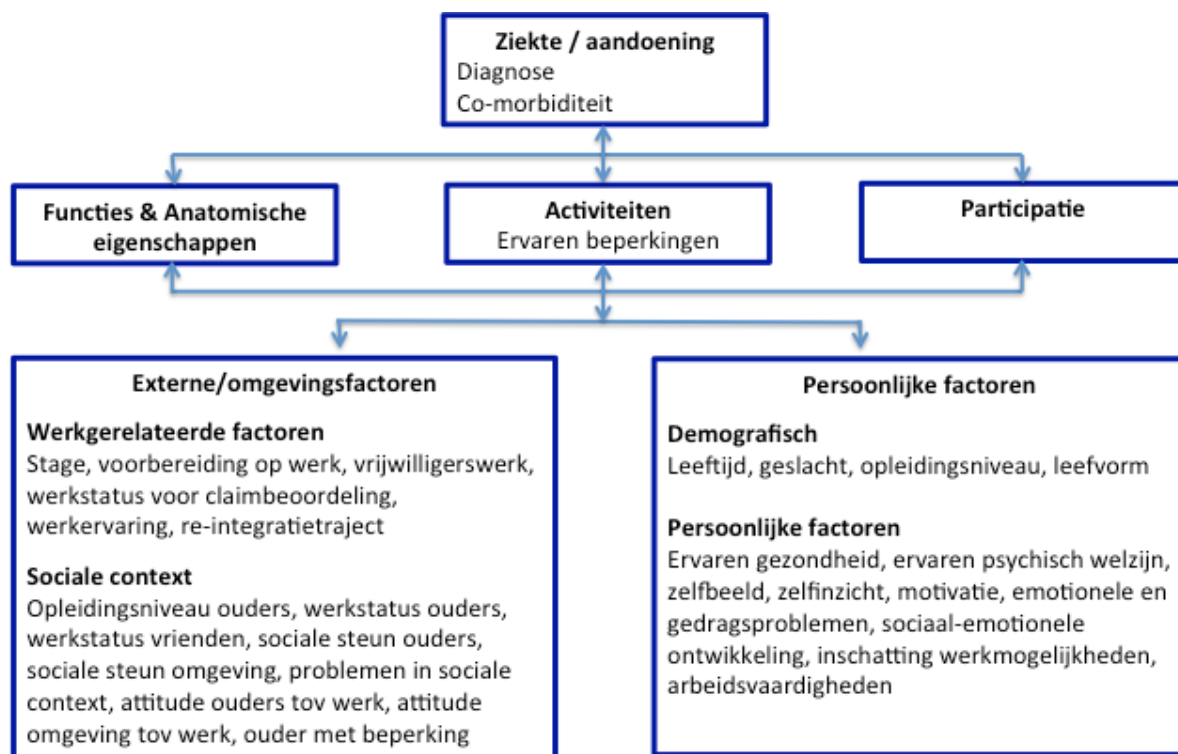 Ziekte / aandoening
Diagnose
Co-morbiditeit
Functies & Anatomische
eigenschappen
Activiteiten
Ervaren beperkingen
Participatie
Externe/omgevingsfactoren
Werkgerelateerde factoren
Stage, voorbereiding op werk, vrijwilligerswerk,
werkstatus voor claimbeoordeling,
werkervaring, re-integratietraject
Sociale context
Opleidingsniveau ouders, werkstatus ouders,
werkstatus vrienden, sociale steun ouders,
sociale steun omgeving, problemen in sociale
context, attitude ouders tov werk, attitude
omgeving tov werk, ouder met beperking
Persoonlijke factoren
Demografisch
Leeftijd, geslacht, opleidingsniveau, leefvorm
Persoonlijke factoren
Ervaren gezondheid, ervaren psychisch welzijn,
zelfbeeld, zelfinzicht, motivatie, emotionele en
gedragsproblemen, sociaal-emotionele
ontwikkeling, inschatting werkmogelijkheden,
arbeidsvaardigheden